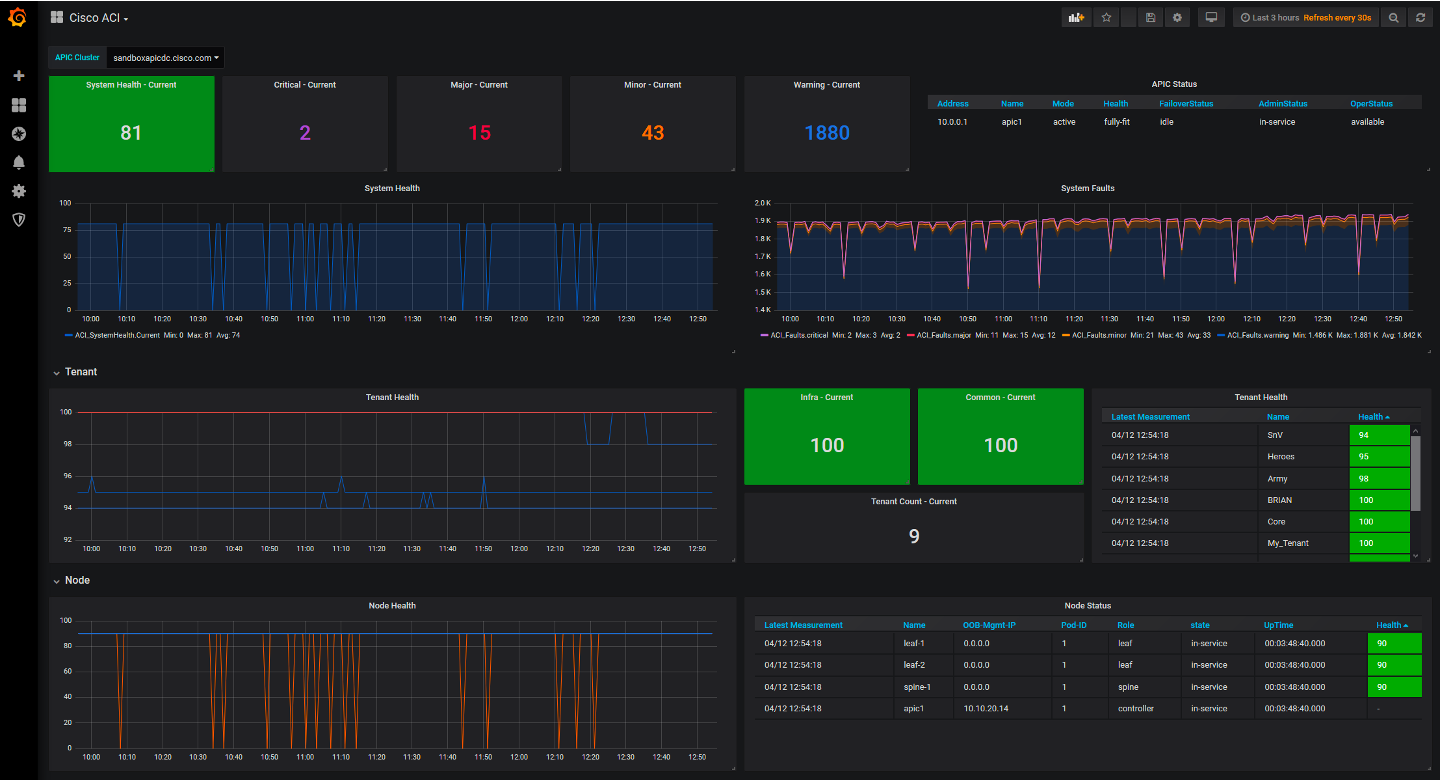 Cisco ACI
Last 3 hours Refresh every 30s
APIC Cluster sandboxapicdc.cisco.com
System Health - Current
81
Critical - Current
2
Major - Current
15
Minor - Current
43
Warning - Current
1880
APIC Status
Address Name Mode Health FailoverStatus AdminStatus OperStatus
10.0.0.1 apic1 active fully-fit idle in-service available
System Health
100
75
50
25
0
10:00 10:10 10:20 10:30 10:40 10:50 11:00 11:10 11:20 11:30 11:40 11:50 12:00 12:10 12:20 12:30 12:40 12:50
ACI_SystemHealth.Current Min: 0 Max: 81 Avg: 74
System Faults
2.0 K
1.9 K
1.8 K
1.7 K
1.6 K
1.5 K
1.4 K
10:00 10:10 10:20 10:30 10:40 10:50 11:00 11:10 11:20 11:30 11:40 11:50 12:00 12:10 12:20 12:30 12:40 12:50
ACI_Faults.critical Min: 2 Max: 3 Avg: 2 ACI_Faults.major Min: 11 Max: 15 Avg: 12 ACI_Faults.minor Min: 21 Max: 43 Avg: 33 ACI_Faults.warning Min: 1.486 K Max: 1.881 K Avg: 1.842 K
Tenant
Tenant Health
100
98
96
94
92
10:00 10:10 10:20 10:30 10:40 10:50 11:00 11:10 11:20 11:30 11:40 11:50 12:00 12:10 12:20 12:30 12:40 12:50
Infra - Current
100
Common - Current
100
Tenant Count - Current
9
Tenant Health
Latest Measurement Name Health
04/12 12:54:18 SnV 94
04/12 12:54:18 Heroes 95
04/12 12:54:18 Army 98
04/12 12:54:18 BRIAN 100
04/12 12:54:18 Core 100
04/12 12:54:18 My_Tenant 100
Node
Node Health
100
80
60
40
20
0
10:00 10:10 10:20 10:30 10:40 10:50 11:00 11:10 11:20 11:30 11:40 11:50 12:00 12:10 12:20 12:30 12:40 12:50
Node Status
Latest Measurement Name OOB-Mgmt-IP Pod-ID Role state UpTime Health
04/12 12:54:18 leaf-1 0.0.0.0 1 leaf in-service 00:03:48:40.000 90
04/12 12:54:18 leaf-2 0.0.0.0 1 leaf in-service 00:03:48:40.000 90
04/12 12:54:18 spine-1 0.0.0.0 1 spine in-service 00:03:48:40.000 90
04/12 12:54:18 apic1 10.10.20.14 1 controller in-service 00:03:48:40.000 -